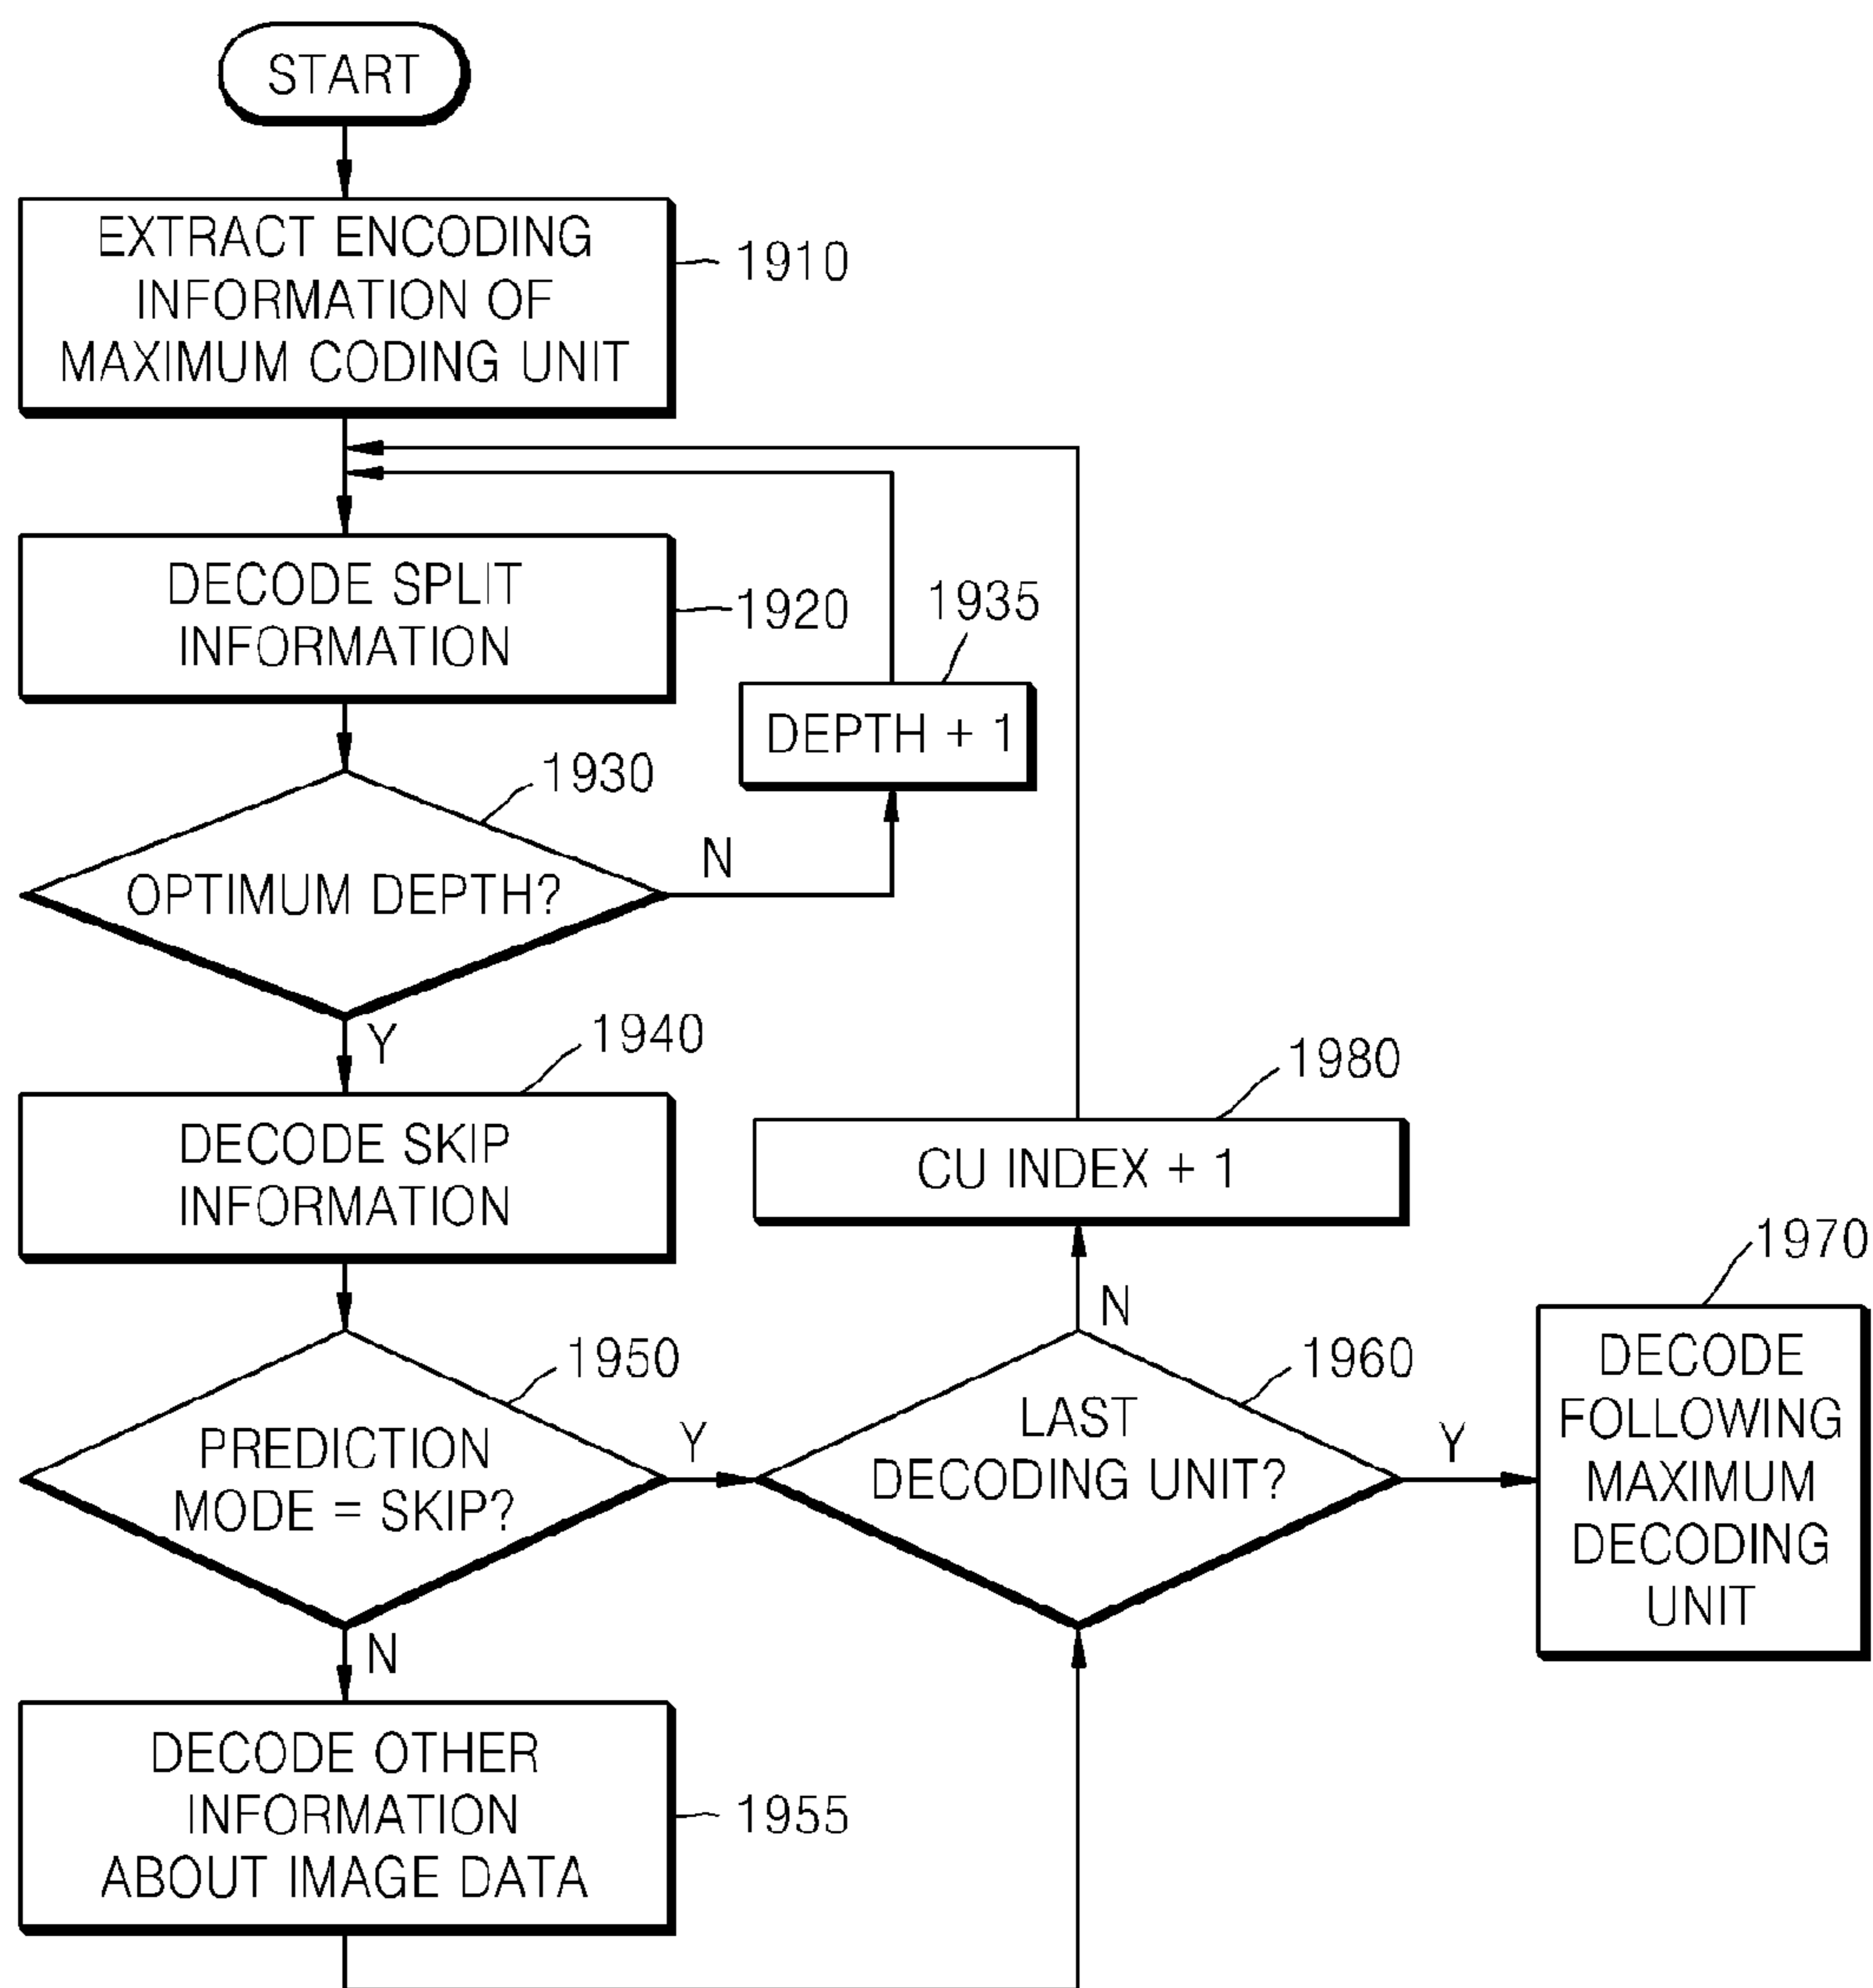 START
EXTRACT ENCODING
INFORMATION OF
MAXIMUM CODING UNIT
1910
DECODE SPLIT
INFORMATION
1920
1935
DEPTH + 1
1930
OPTIMUM DEPTH?
N
Y
1940
DECODE SKIP
INFORMATION
1980
CU INDEX + 1
1950
PREDICTION
MODE = SKIP?
Y
N
1960
LAST
DECODING UNIT?
N
Y
1970
DECODE
FOLLOWING
MAXIMUM
DECODING
UNIT
DECODE OTHER
INFORMATION
ABOUT IMAGE DATA
1955